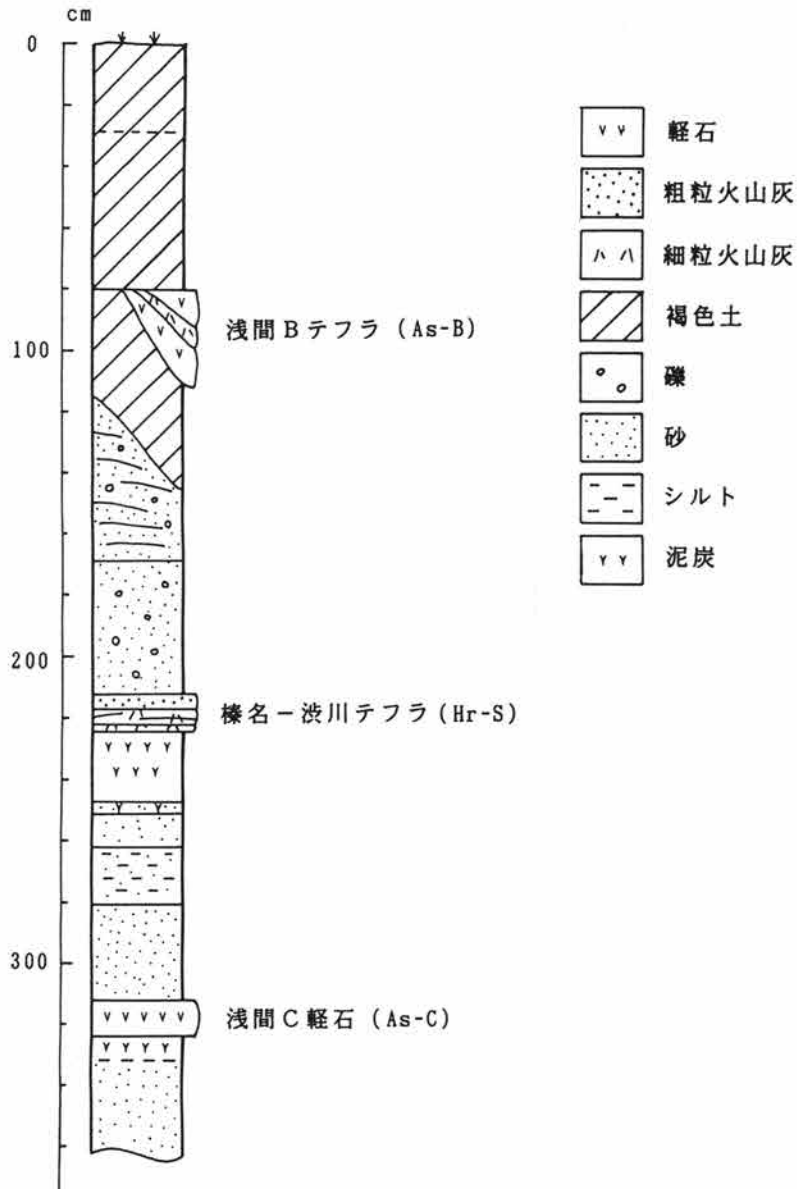 cm
0
100
200
300
浅間Bテフラ (As-B)
榛名－渋川テフラ(Hr-S)
浅間C軽石 (As-C)
軽石
粗粒火山灰
細粒火山灰
褐色土
礫
砂
シルト
泥炭